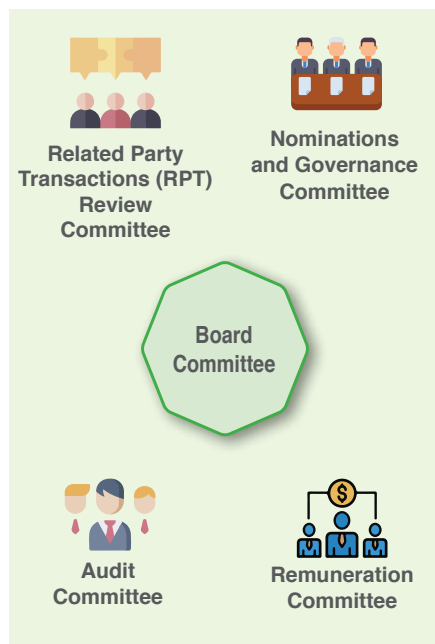 Related Party
Transactions (RPT)
Review
Committee
Nominations
and Governance
Committee
Board
Committee
Audit
Committee
$
Remuneration
Committee